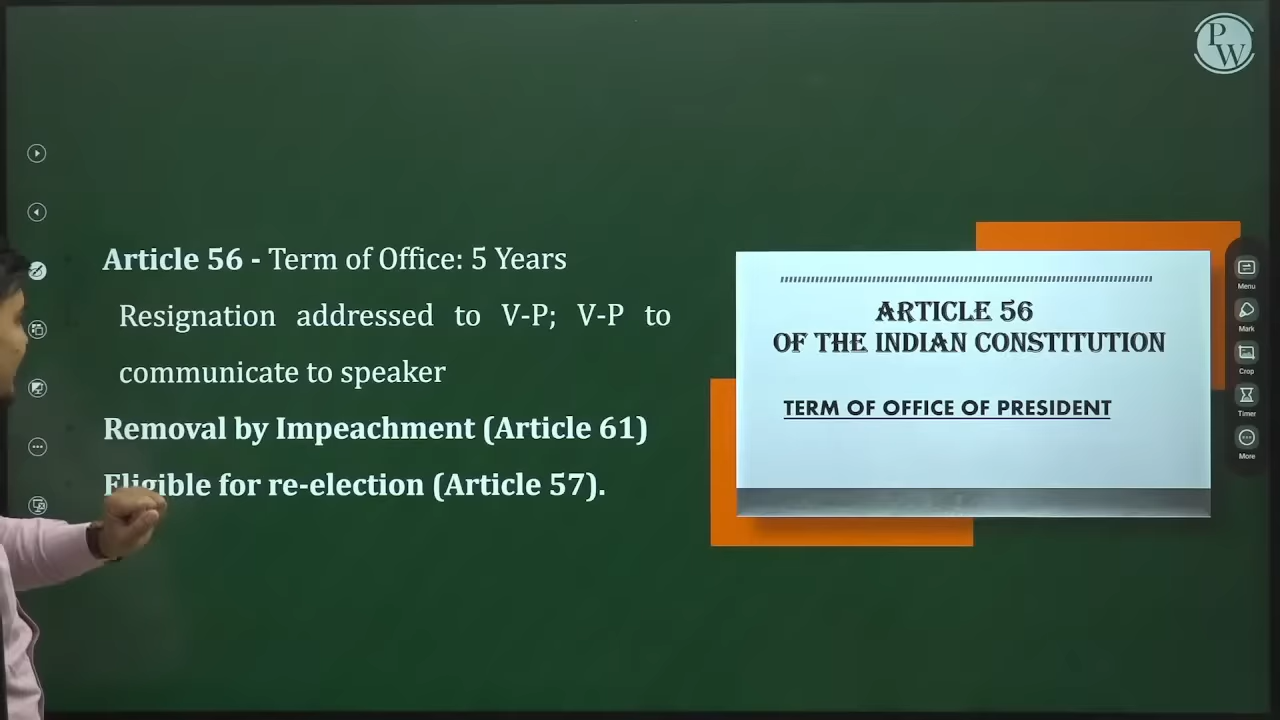 PW
Article 56 - Term of Office: 5 Years
Resignation addressed to V-P; V-P to
communicate to speaker
Removal by Impeachment (Article 61)
Eligible for re-election (Article 57).
ARTICLE 56
OF THE INDIAN CONSTITUTION
TERM OF OFFICE OF PRESIDENT
Menu
Mark
Crop
Timer
More